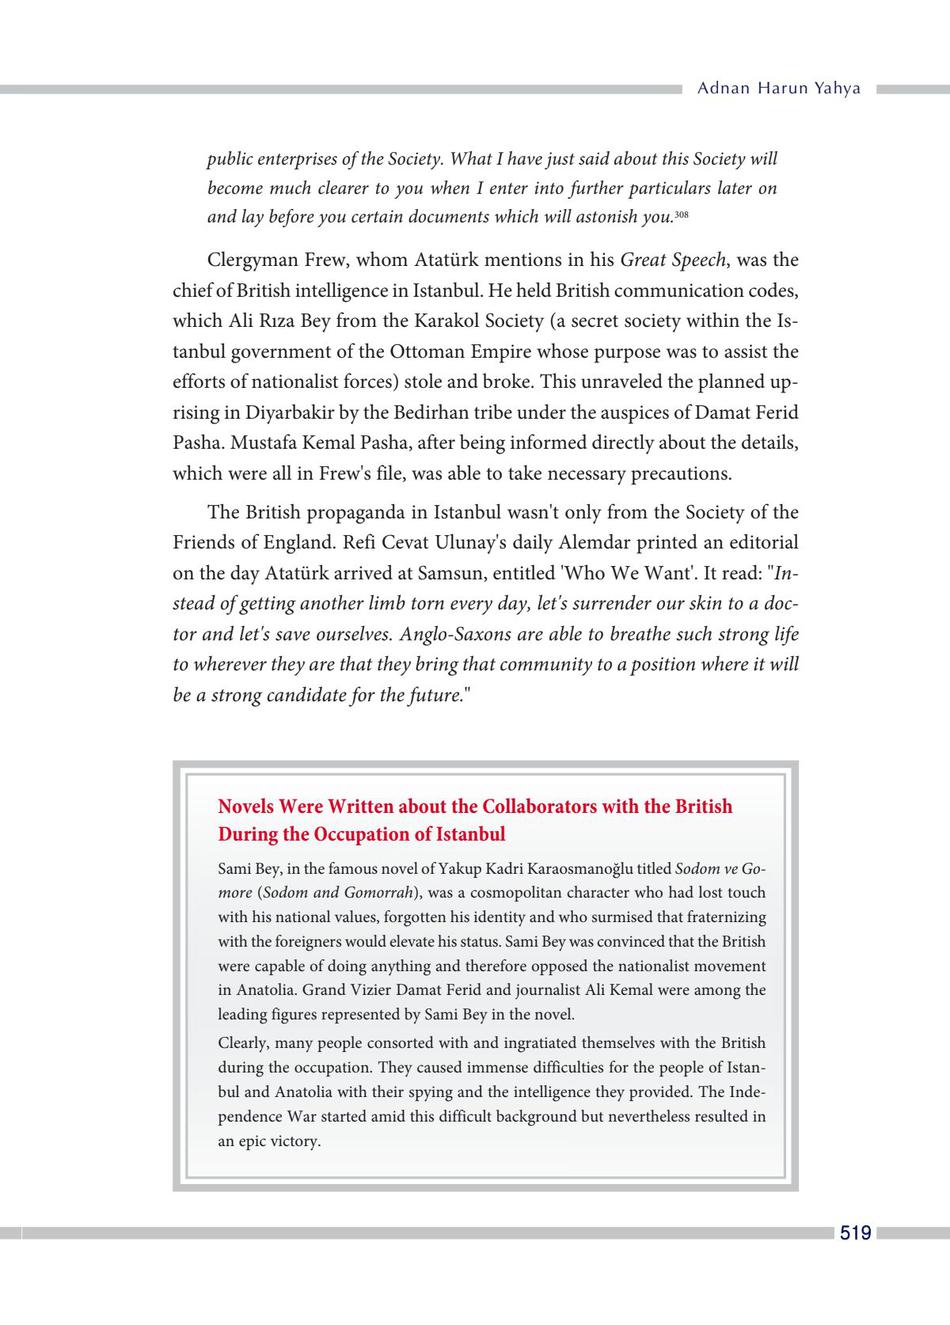 Adnan Harun Yahya
public enterprises of the Society. What I have just said about this Society will
become much clearer to you when I enter into further particulars later on
and lay before you certain documents which will astonish you.308
Clergyman Frew, whom Atatürk mentions in his Great Speech, was the
chief of British intelligence in Istanbul. He held British communication codes,
which Ali Rıza Bey from the Karakol Society (a secret society within the Is-
tanbul government of the Ottoman Empire whose purpose was to assist the
efforts of nationalist forces) stole and broke. This unraveled the planned up-
rising in Diyarbakir by the Bedirhan tribe under the auspices of Damat Ferid
Pasha. Mustafa Kemal Pasha, after being informed directly about the details,
which were all in Frew's file, was able to take necessary precautions.
The British propaganda in Istanbul wasn't only from the Society of the
Friends of England. Refi Cevat Ulunay's daily Alemdar printed an editorial
on the day Atatürk arrived at Samsun, entitled 'Who We Want'. It read: "In-
stead of getting another limb torn every day, let's surrender our skin to a doc-
tor and let's save ourselves. Anglo-Saxons are able to breathe such strong life
to wherever they are that they bring that community to a position where it will
be a strong candidate for the future."
Novels Were Written about the Collaborators with the British
During the Occupation of Istanbul
Sami Bey, in the famous novel of Yakup Kadri Karaosmanoğlu titled Sodom ve Go-
more (Sodom and Gomorrah), was a cosmopolitan character who had lost touch
with his national values, forgotten his identity and who surmised that fraternizing
with the foreigners would elevate his status. Sami Bey was convinced that the British
were capable of doing anything and therefore opposed the nationalist movement
in Anatolia. Grand Vizier Damat Ferid and journalist Ali Kemal were among the
leading figures represented by Sami Bey in the novel.
Clearly, many people consorted with and ingratiated themselves with the British
during the occupation. They caused immense difficulties for the people of Istan-
bul and Anatolia with their spying and the intelligence they provided. The Inde-
pendence War started amid this difficult background but nevertheless resulted in
an epic victory.
519